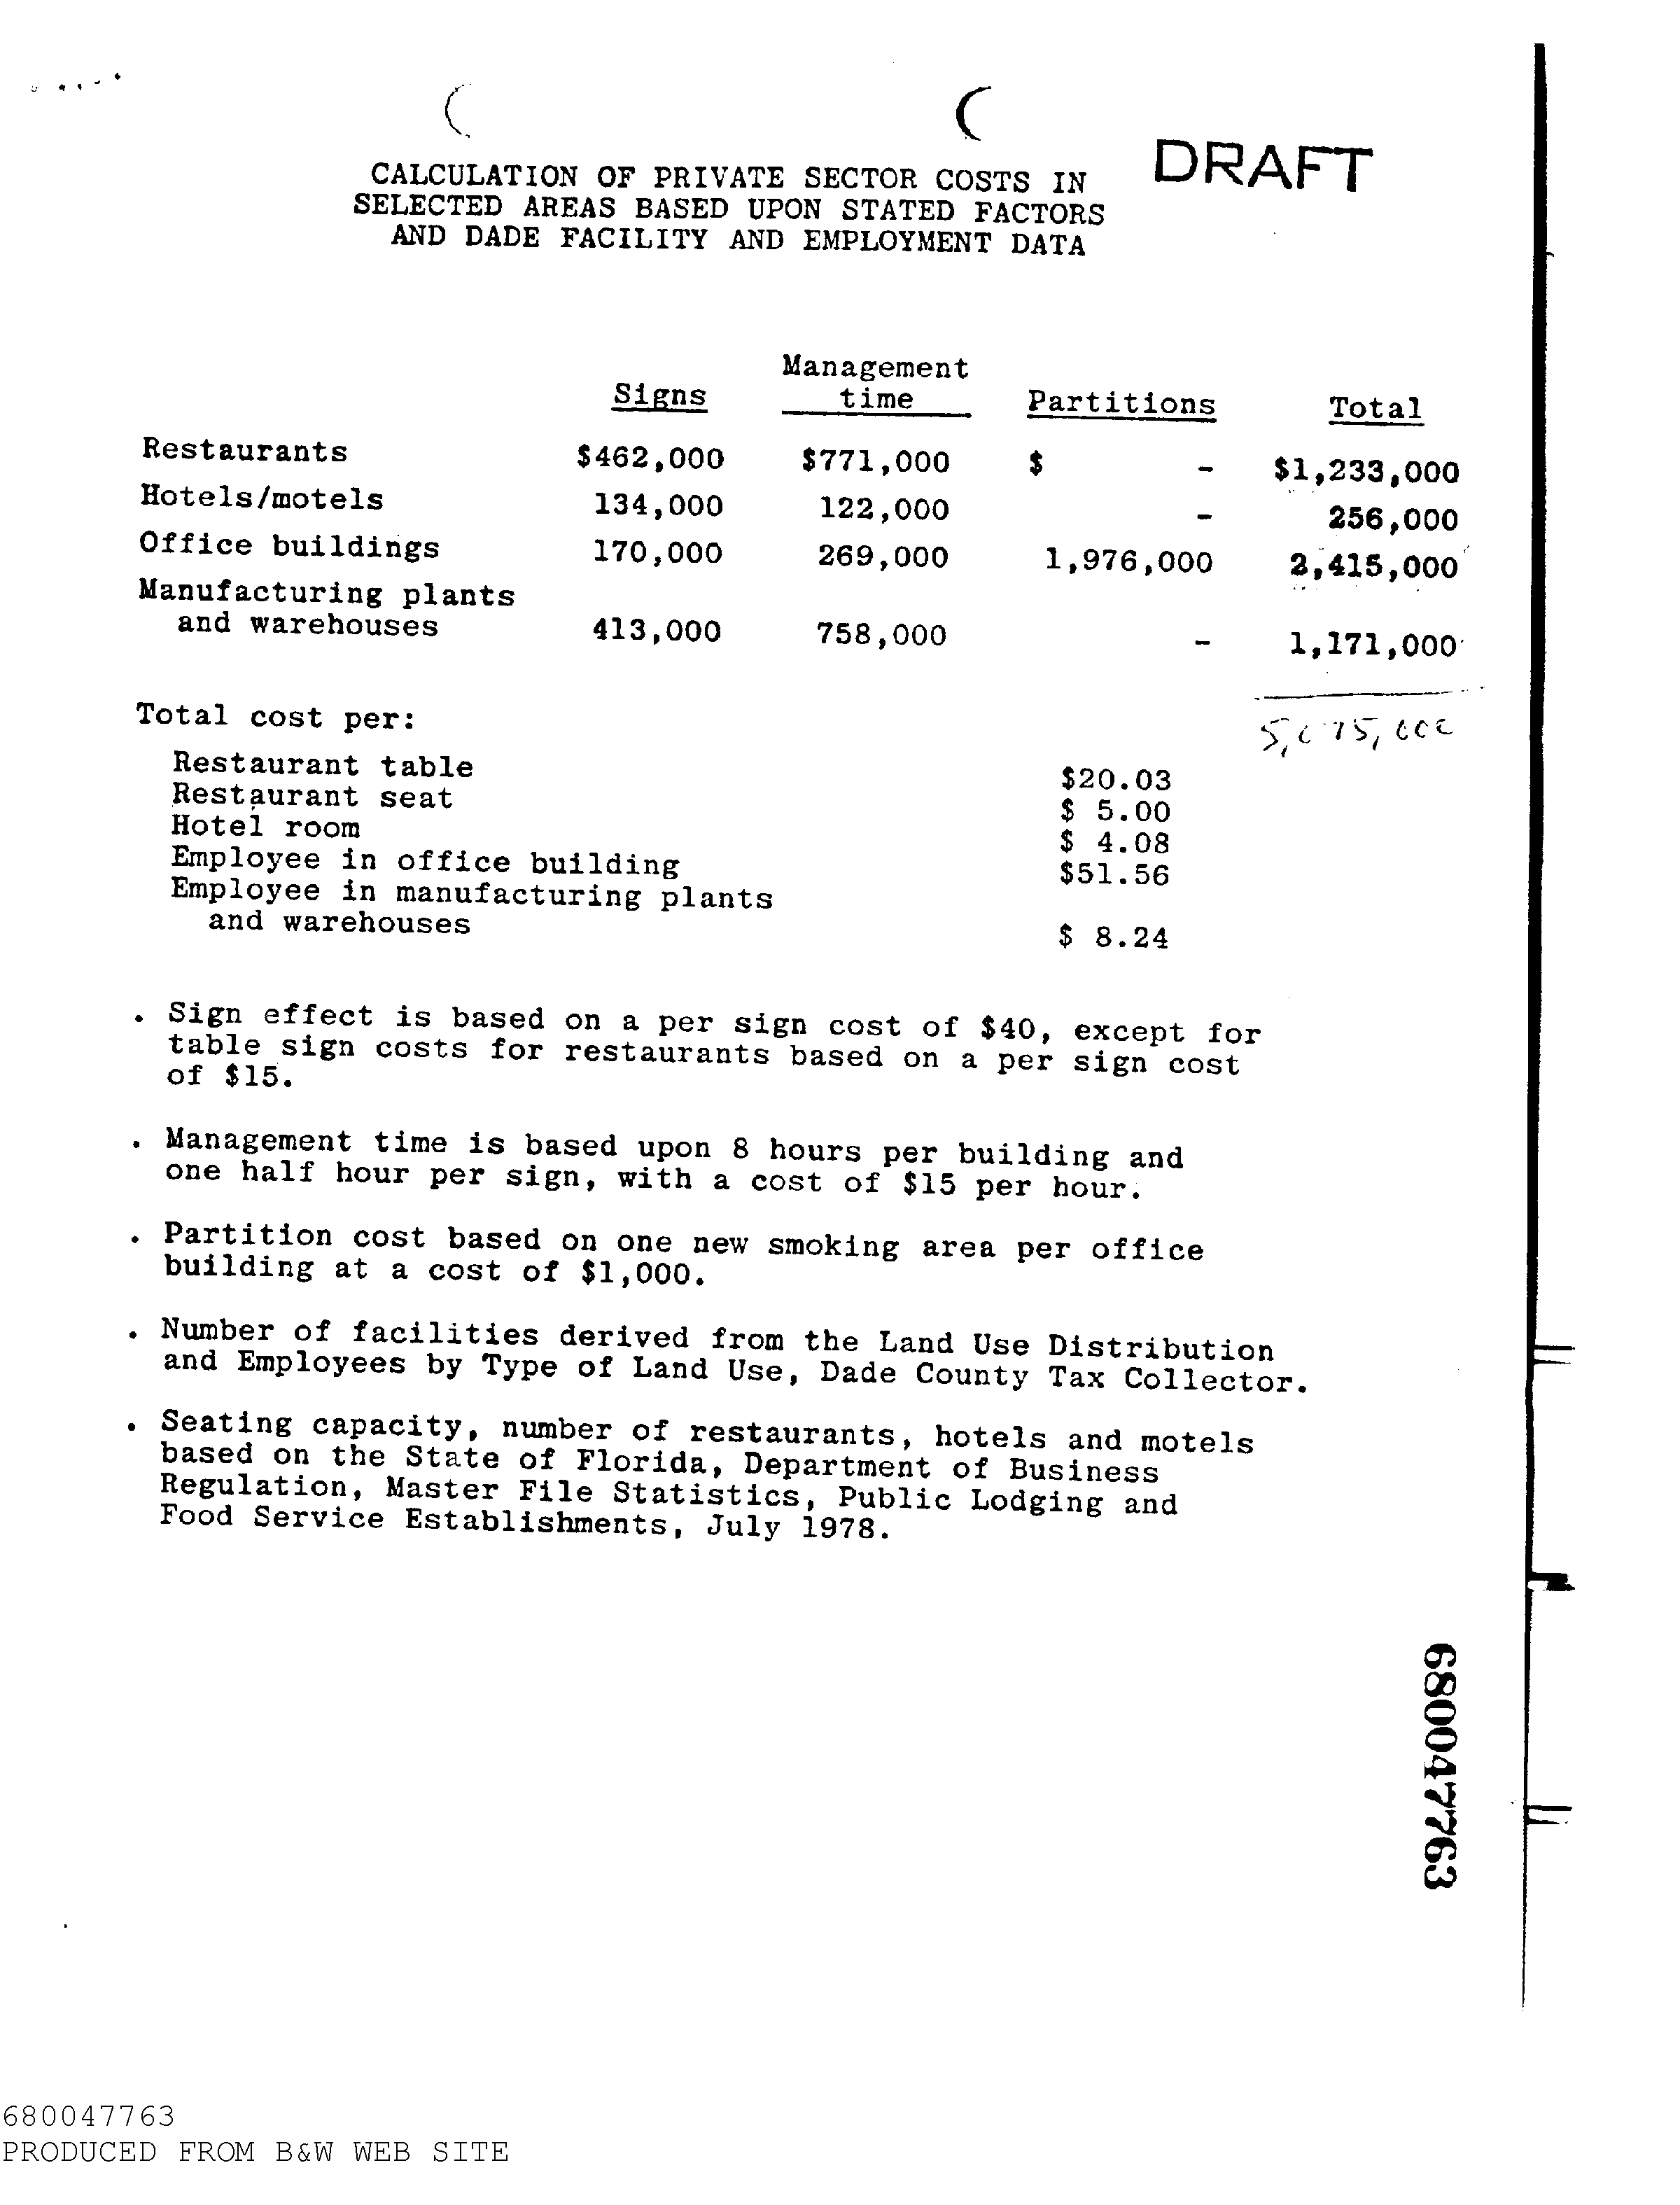 DRAFT
CALCULATION OF PRIVATE SECTOR COSTS IN
SELECTED AREAS BASED UPON STATED FACTORS
AND DADE FACILITY AND EMPLOYMENT DATA
Signs Management time Partitions Total
Restaurants $462,000 $771,000 $ - $1,233,000
Hotels/motels 134,000 122,000 - 256,000
Office buildings 170,000 269,000 1,976,000 2,415,000
Manufacturing plants
and warehouses 413,000 758,000 - 1,171,000
5,075,000
Total cost per:
Restaurant table $20.03
Restaurant seat $ 5.00
Hotel room $ 4.08
Employee in office building $51.56
Employee in manufacturing plants
and warehouses $ 8.24
. Sign effect is based on a per sign cost of $40, except for
table sign costs for restaurants based on a per sign cost
of $15.
. Management time is based upon 8 hours per building and
one half hour per sign, with a cost of $15 per hour.
. Partition cost based on one new smoking area per office
building at a cost of $1,000.
. Number of facilities derived from the Land Use Distribution
and Employees by Type of Land Use, Dade County Tax Collector.
. Seating capacity, number of restaurants, hotels and motels
based on the State of Florida, Department of Business
Regulation, Master File Statistics, Public Lodging and
Food Service Establishments, July 1978.
680047763
680047763
PRODUCED FROM B&W WEB SITE